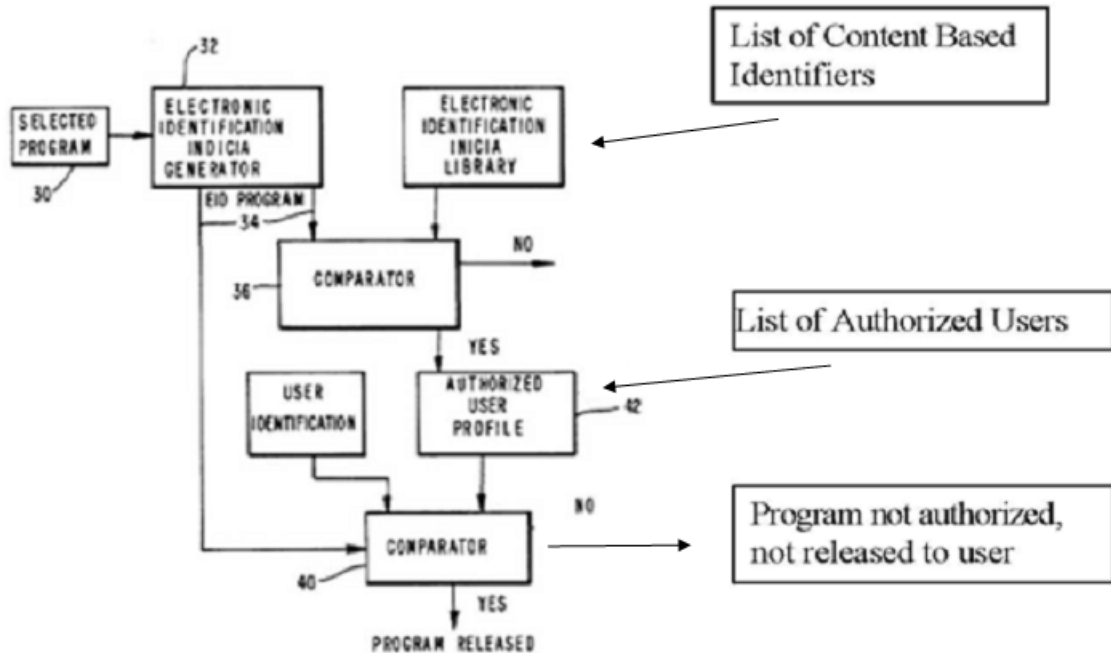 32
ELECTRONIC
IDENTIFICATION
INDICIA
GENERATOR
SELECTED
PROGRAM
30
ELECTRONIC
IDENTIFICATION
INICIA
LIBRARY
List of Content Based
Identifiers
EID PROGRAM
34
COMPARATOR
36
NO
YES
List of Authorized Users
USER
IDENTIFICATION
AUTHORIZED
USER
PROFILE
42
NO
COMPARATOR
40
Program not authorized,
not released to user
YES
PROGRAM RELEASED